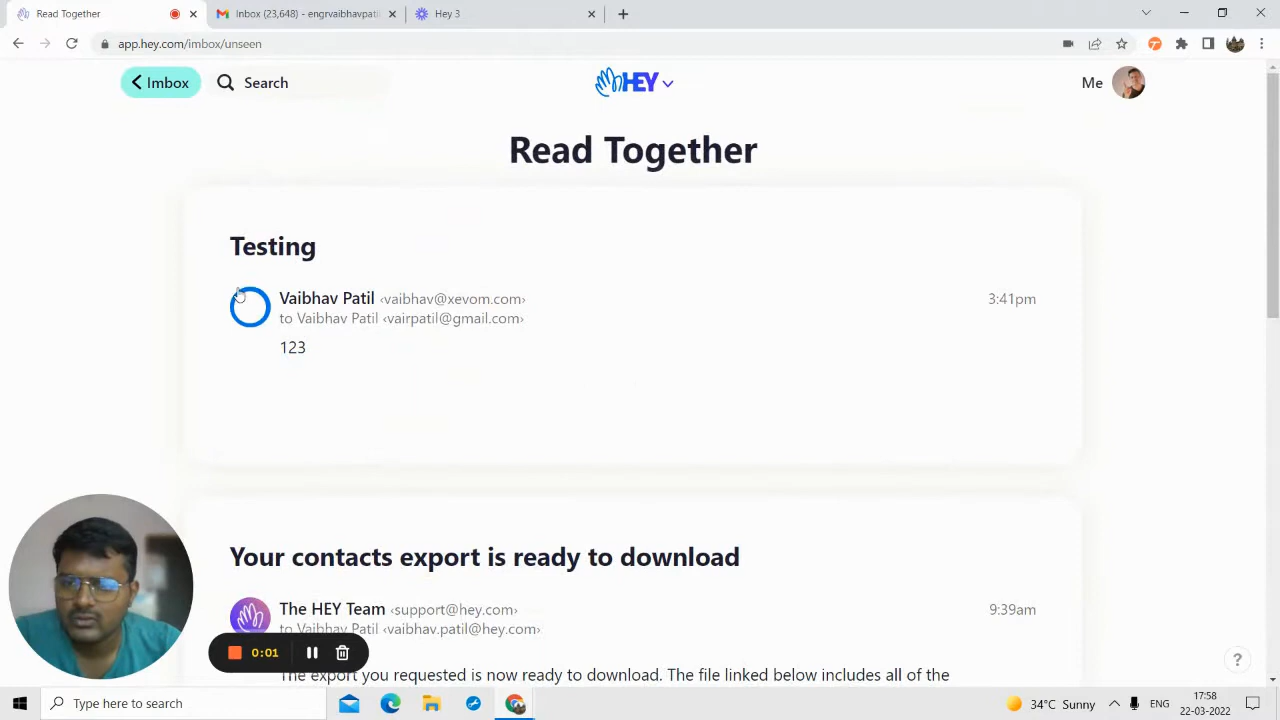 Read Together
Inbox (23,648) - engrvaibhavpatil
Hey 3
app.hey.com/imbox/unseen
Imbox
Search
HEY
Me
Read Together
Testing
Vaibhav Patil <vaibhav@xevom.com>
3:41pm
to Vaibhav Patil <vairpatil@gmail.com>
123
Your contacts export is ready to download
The HEY Team <support@hey.com>
9:39am
to Vaibhav Patil <vaibhav.patil@hey.com>
0:01
The export you requested is now ready to download. The file linked below includes all of the
?
Type here to search
34°C Sunny
ENG
17:58
22-03-2022